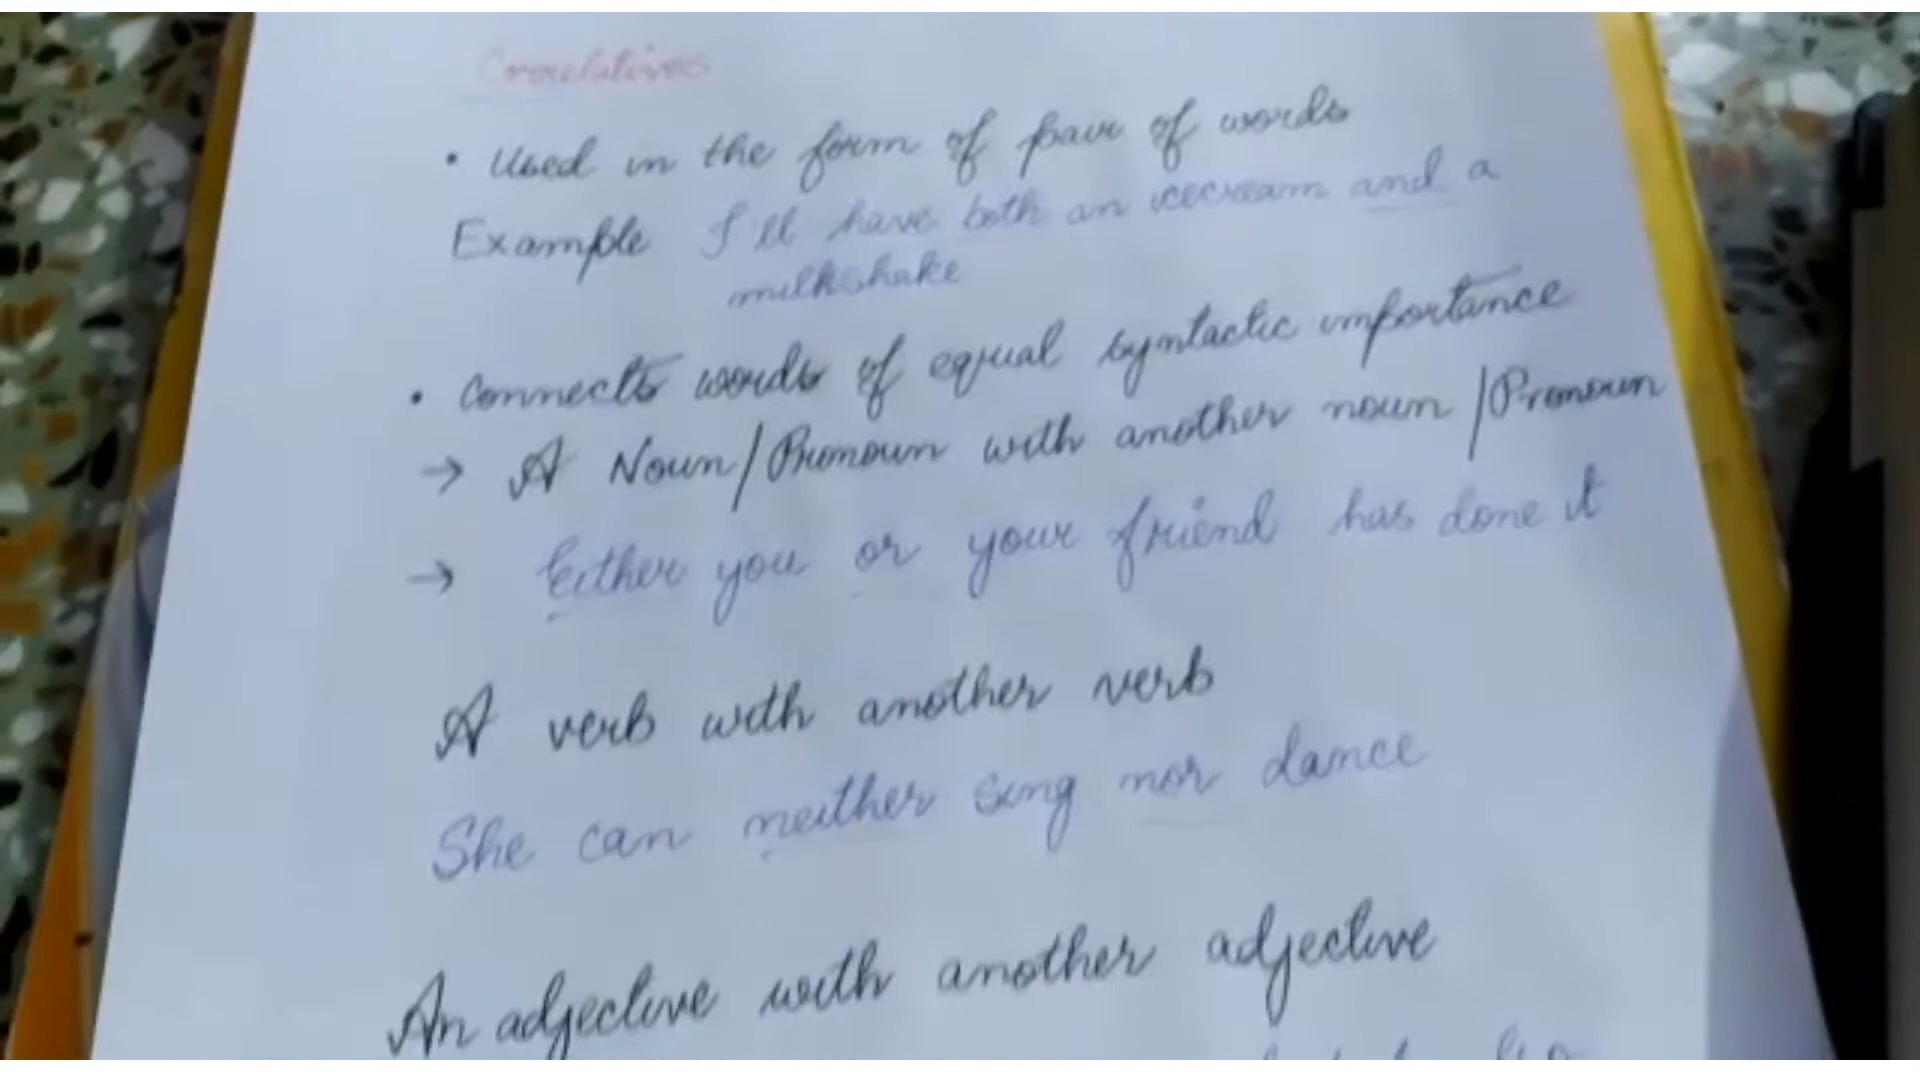 Correlatives
• Used in the form of pair of words
Example I'll have both an icecream and a
milkshake
• Connects words of equal syntactic importance
→ A Noun/Pronoun with another noun/Pronoun
→ Either you or your friend has done it
A verb with another verb
She can neither sing nor dance
An adjective with another adjective